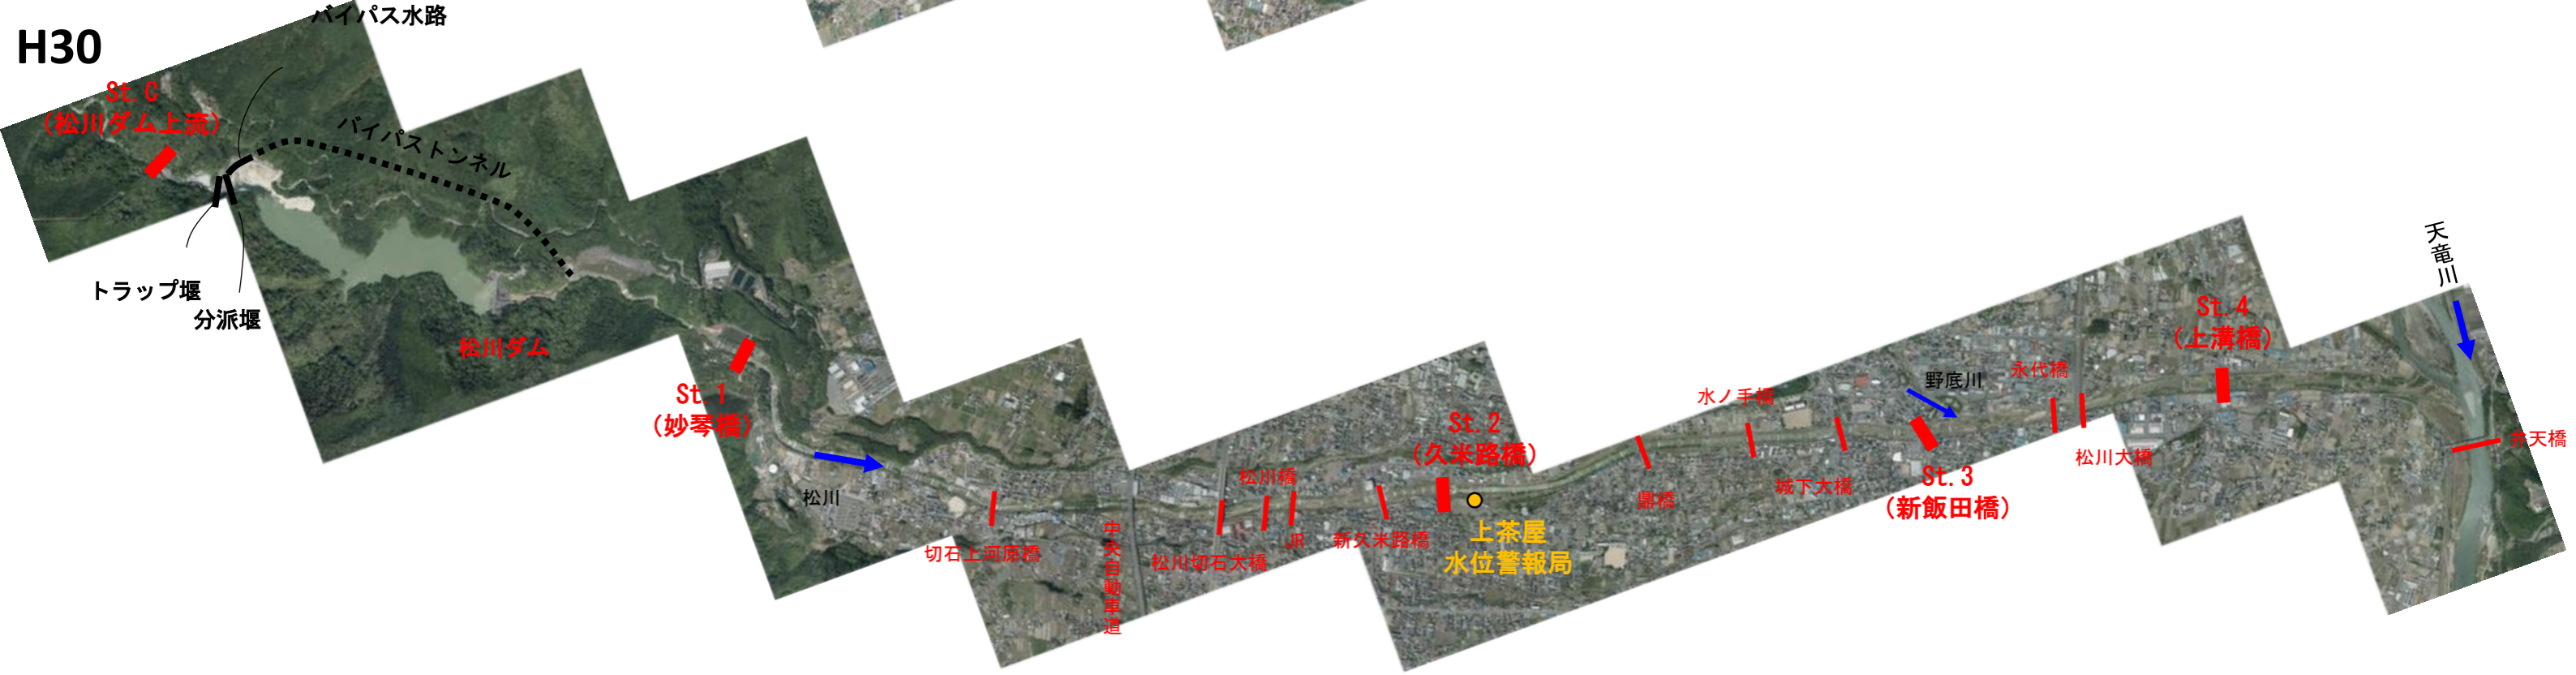 バイパス水路
H30
St.C
(松川ダム上流)
バイパストンネル
トラップ堰
分派堰
松川ダム
St.1
(妙琴橋)
松川
切石上河原橋
中央自動車道
松川切石大橋
松川橋
JR
新久米路橋
St.2
(久米路橋)
上茶屋
水位警報局
鼎橋
水ノ手橋
城下大橋
野底川
St.3
(新飯田橋)
永代橋
松川大橋
St.4
(上溝橋)
天竜川
弁天橋